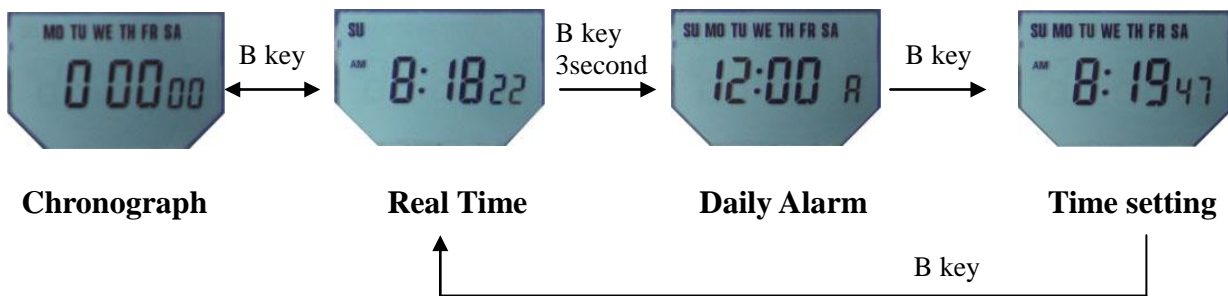 MO TU WE TH FR SA
0 00 00
B key
SU
AM 8:18 22
B key
3second
SU MO TU WE TH FR SA
12:00 A
B key
SU MO TU WE TH FR SA
AM 8:19 47
Chronograph
Real Time
Daily Alarm
Time setting
B key